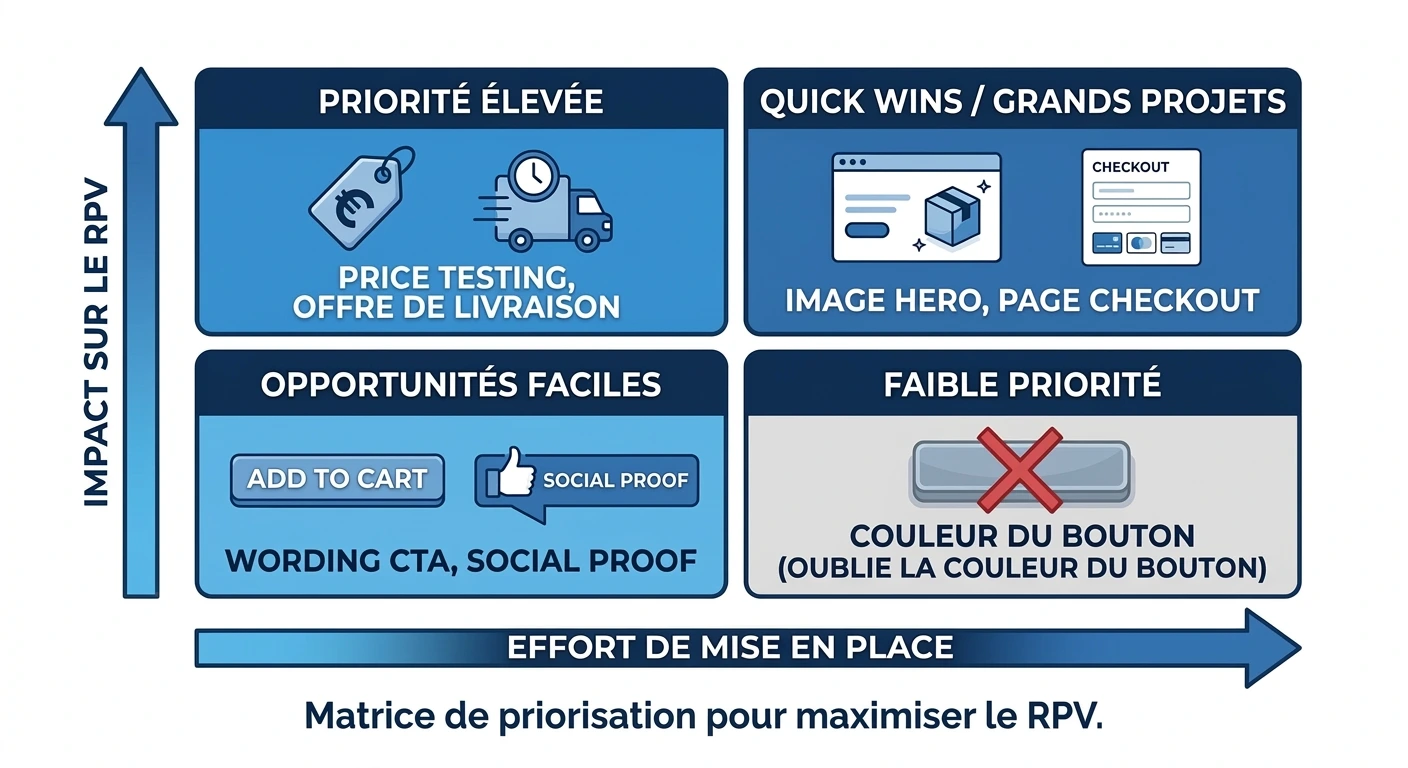 IMPACT SUR LE RPV
PRIORITÉ ÉLEVÉE
€
PRICE TESTING,
OFFRE DE LIVRAISON
QUICK WINS / GRANDS PROJETS
CHECKOUT
IMAGE HERO, PAGE CHECKOUT
OPPORTUNITÉS FACILES
ADD TO CART
SOCIAL PROOF
WORDING CTA, SOCIAL PROOF
FAIBLE PRIORITÉ
COULEUR DU BOUTON
(OUBLIE LA COULEUR DU BOUTON)
EFFORT DE MISE EN PLACE
Matrice de priorisation pour maximiser le RPV.